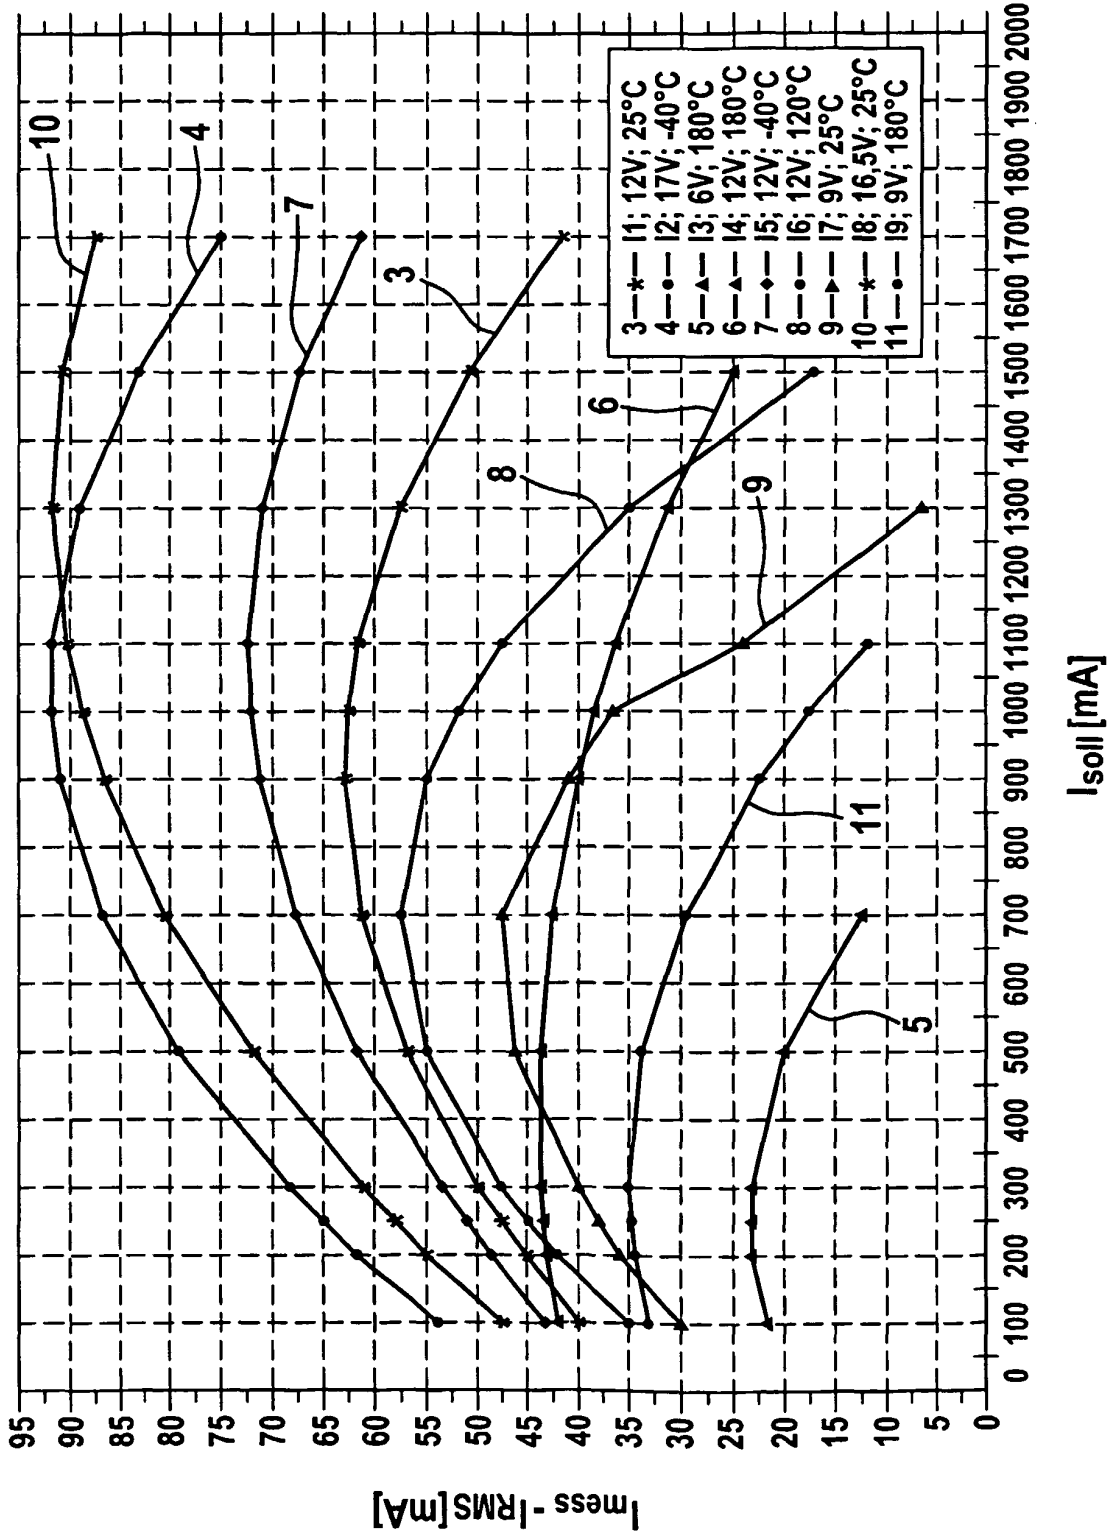 10
4
7
3
6
8
9
11
5
3 I1; 12V; 25°C
4 I2; 17V; -40°C
5 I3; 6V; 180°C
6 I4; 12V; 180°C
7 I5; 12V; -40°C
8 I6; 12V; 120°C
9 I7; 9V; 25°C
10 I8; 16,5V; 25°C
11 I9; 9V; 180°C
95
90
85
80
75
70
65
60
55
50
45
40
35
30
25
20
15
10
5
0
Imess - IRMS[mA]
0 100 200 300 400 500 600 700 800 900 1000 1100 1200 1300 1400 1500 1600 1700 1800 1900 2000
Isoll [mA]